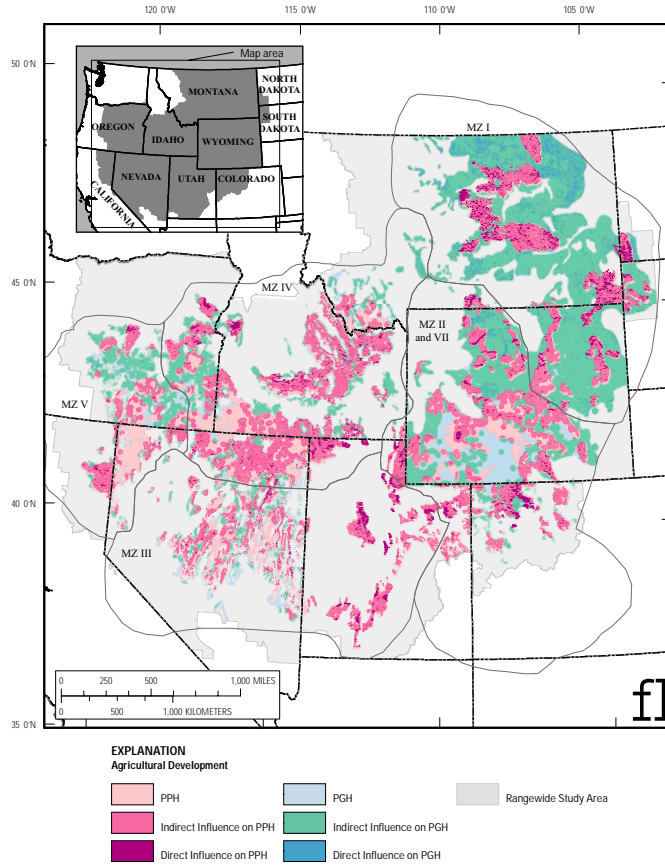 120 0'W 115 0'W 110 0'W 105 0'W
50 0'N
Map area
MONTANA
NORTH
DAKOTA
SOUTH
DAKOTA
OREGON
IDAHO
WYOMING
NEVADA
UTAH
COLORADO
CALIFORNIA
MZ I
45 0'N
MZ IV
MZ II
and VII
MZ V
40 0'N
MZ III
0 250 500 1,000 MILES
0 500 1,000 KILOMETERS
35 0'N
fl
EXPLANATION
Agricultural Development
PPH PGH Rangewide Study Area
Indirect Influence on PPH Indirect Influence on PGH
Direct Influence on PPH Direct Influence on PGH